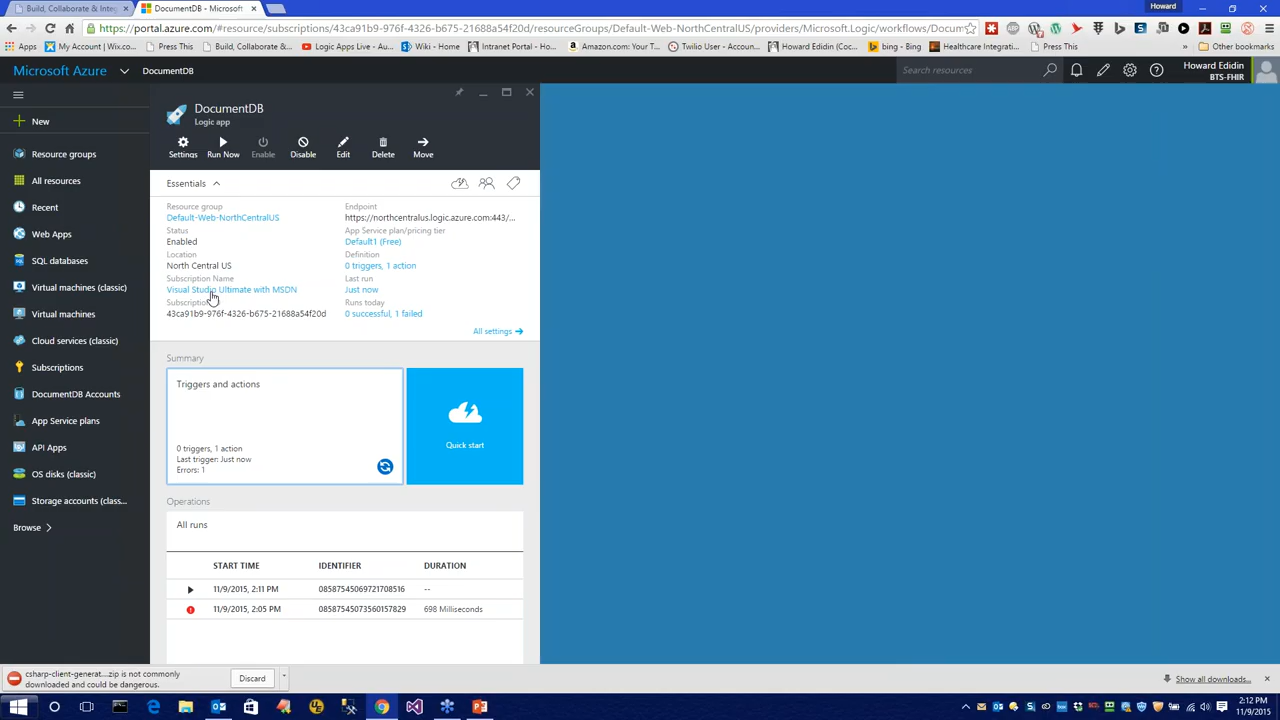 Build, Collaborate & Integ
DocumentDB - Microsoft
Howard
https://portal.azure.com/#resource/subscriptions/43ca91b9-976f-4326-b675-21688a54f20d/resourceGroups/Default-Web-NorthCentralUS/providers/Microsoft.Logic/workflows/Docum
Apps
My Account | Wix.co
Press This
Build, Collaborate &
Logic Apps Live - Au
Wiki - Home
Intranet Portal - Ho
Amazon.com: Your T
Twilio User - Accoun
Howard Edidin (Coc
bing - Bing
Healthcare Integrati
Press This
»
Other bookmarks
Microsoft Azure
DocumentDB
Search resources
Howard Edidin
BTS-FHIR
New
Resource groups
All resources
Recent
Web Apps
SQL databases
Virtual machines (classic)
Virtual machines
Cloud services (classic)
Subscriptions
DocumentDB Accounts
App Service plans
API Apps
OS disks (classic)
Storage accounts (clas...
Browse
DocumentDB
Logic app
Settings
Run Now
Enable
Disable
Edit
Delete
Move
Essentials
Resource group
Default-Web-NorthCentralUS
Status
Enabled
Location
North Central US
Subscription Name
Visual Studio Ultimate with MSDN
Subscription
43ca91b9-976f-4326-b675-21688a54f20d
Endpoint
https://northcentralus.logic.azure.com:443/...
App Service plan/pricing tier
Default1 (Free)
Definition
0 triggers, 1 action
Last run
Just now
Runs today
0 successful, 1 failed
All settings
Summary
Triggers and actions
0 triggers, 1 action
Last trigger: Just now
Errors: 1
Quick start
Operations
All runs
START TIME IDENTIFIER DURATION
11/9/2015, 2:11 PM 08587545069721708516 --
11/9/2015, 2:05 PM 08587545073560157829 698 Milliseconds
csharp-client-generat....zip is not commonly
downloaded and could be dangerous.
Discard
Show all downloads...
2:12 PM
11/9/2015